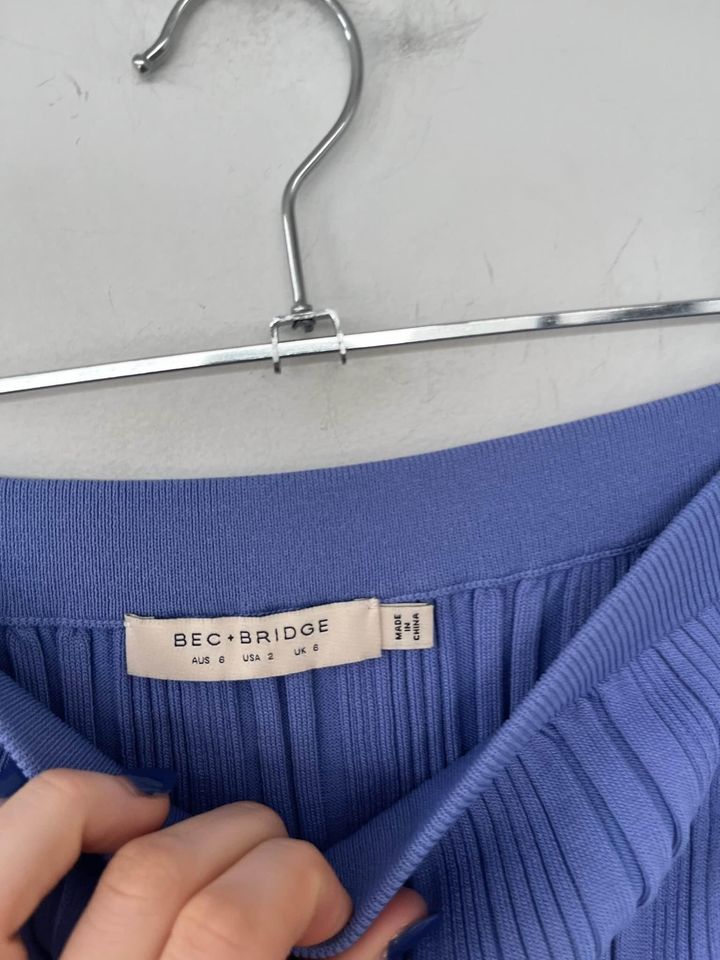 BEC+BRIDGE
AUS 6 USA 2 UK 6
MADE
IN
CHINA